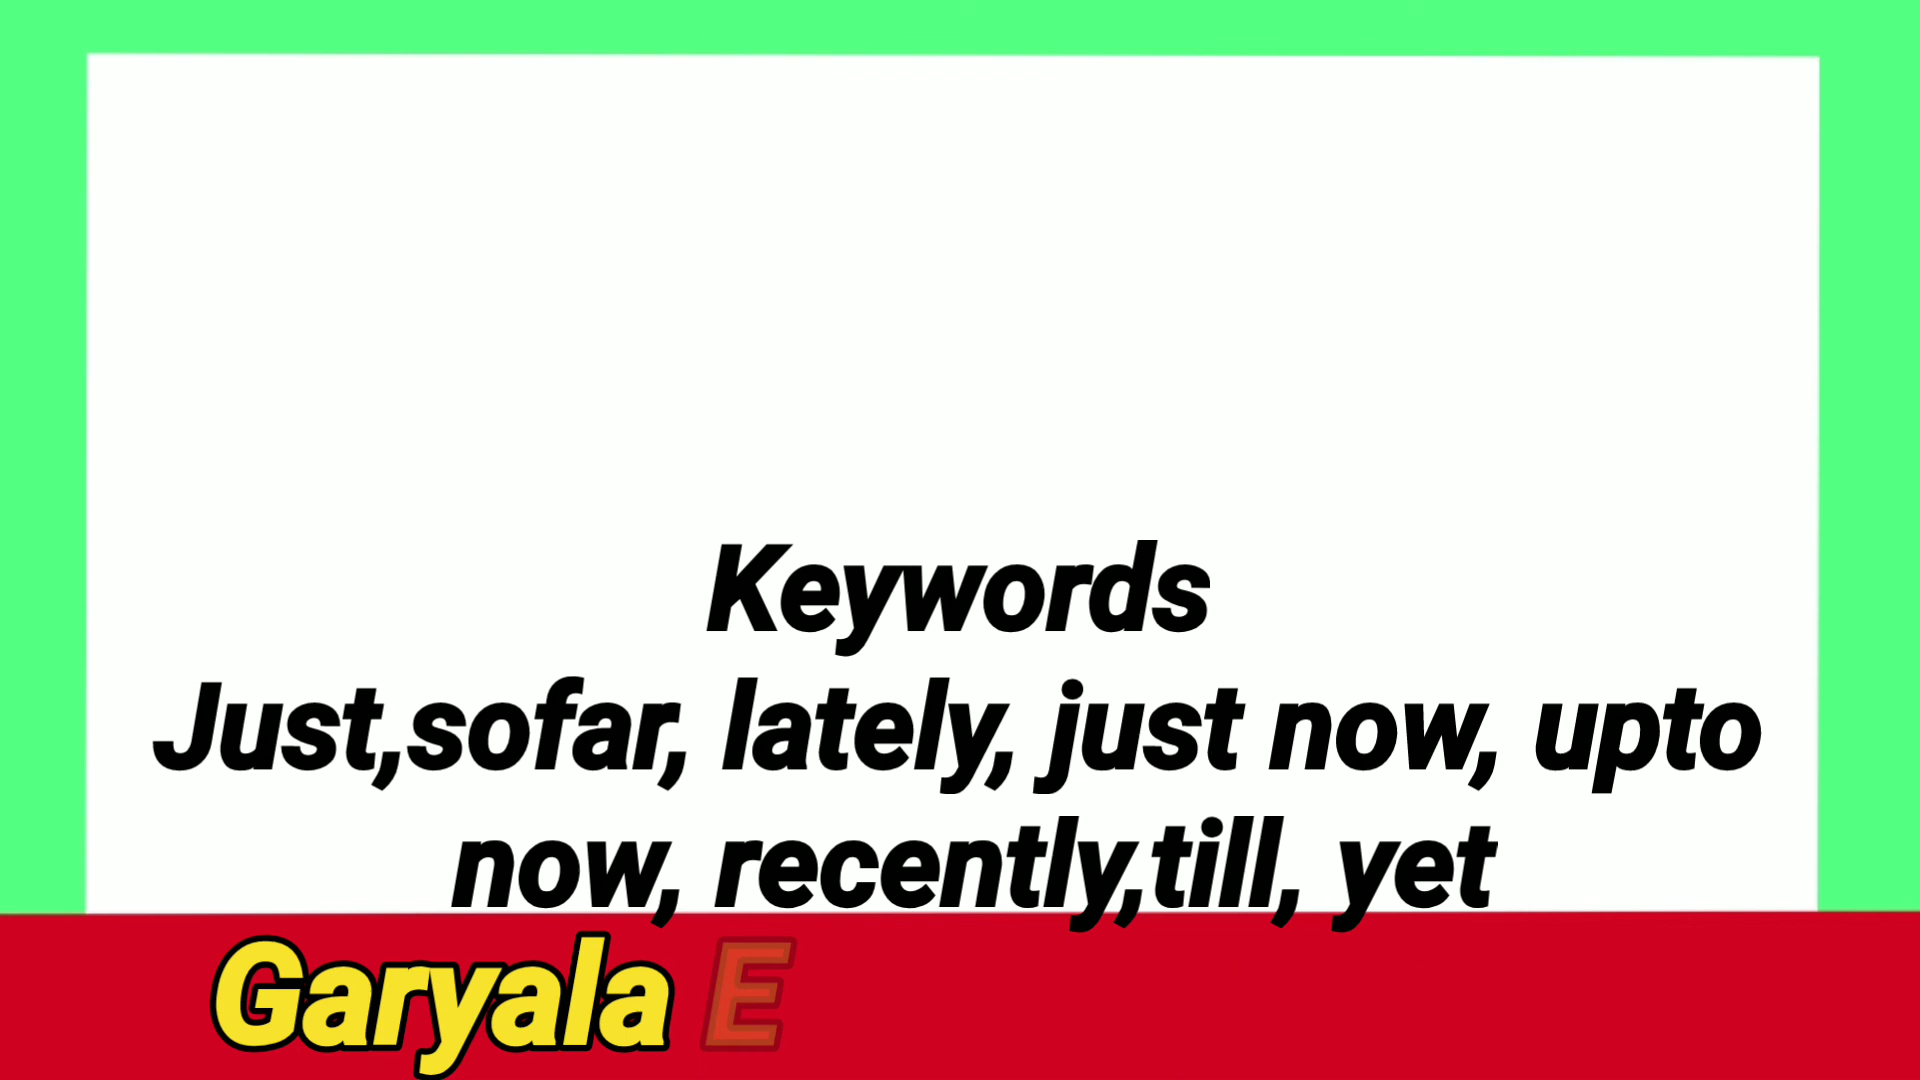 Keywords
Just,sofar, lately, just now, upto
now, recently,till, yet
Garyala E